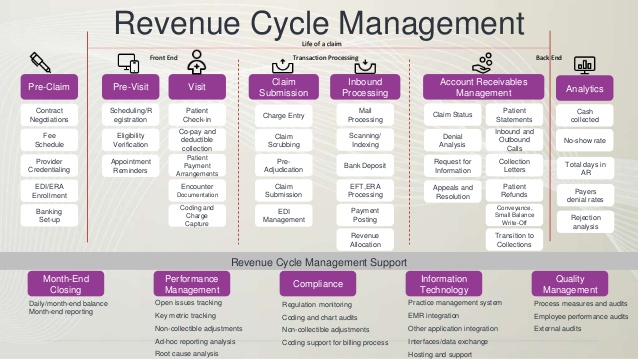 Revenue Cycle Management
Life of a claim
Front End
Transaction Processing
Back End
Pre-Claim
Contract
Negotiations
Fee
Schedule
Provider
Credentialing
EDI/ERA
Enrollment
Banking
Set-up
Pre-Visit
Scheduling/R
egistration
Eligibility
Verification
Appointment
Reminders
Visit
Patient
Check-in
Co-pay and
deductible
collection
Patient
Payment
Arrangements
Encounter
Documentation
Coding and
Charge
Capture
Claim
Submission
Charge Entry
Claim
Scrubbing
Pre-
Adjudication
Claim
Submission
EDI
Management
Inbound
Processing
Mail
Processing
Scanning/
Indexing
Bank Deposit
EFT,ERA
Processing
Payment
Posting
Revenue
Allocation
Account Receivables
Management
Claim Status
Denial
Analysis
Request for
Information
Appeals and
Resolution
Patient
Statements
Inbound and
Outbound
Calls
Collection
Letters
Patient
Refunds
Conveyance,
Small Balance
Write-Off
Transition to
Collections
Analytics
Cash
collected
No-show rate
Total days in
AR
Payers
denial rates
Rejection
analysis
Revenue Cycle Management Support
Month-End
Closing
Daily/month-end balance
Month-end reporting
Performance
Management
Open issues tracking
Key metric tracking
Non-collectible adjustments
Ad-hoc reporting analysis
Root cause analysis
Compliance
Regulation monitoring
Coding and chart audits
Non-collectible adjustments
Coding support for billing process
Information
Technology
Practice management system
EMR integration
Other application integration
Interfaces/data exchange
Hosting and support
Quality
Management
Process measures and audits
Employee performance audits
External audits